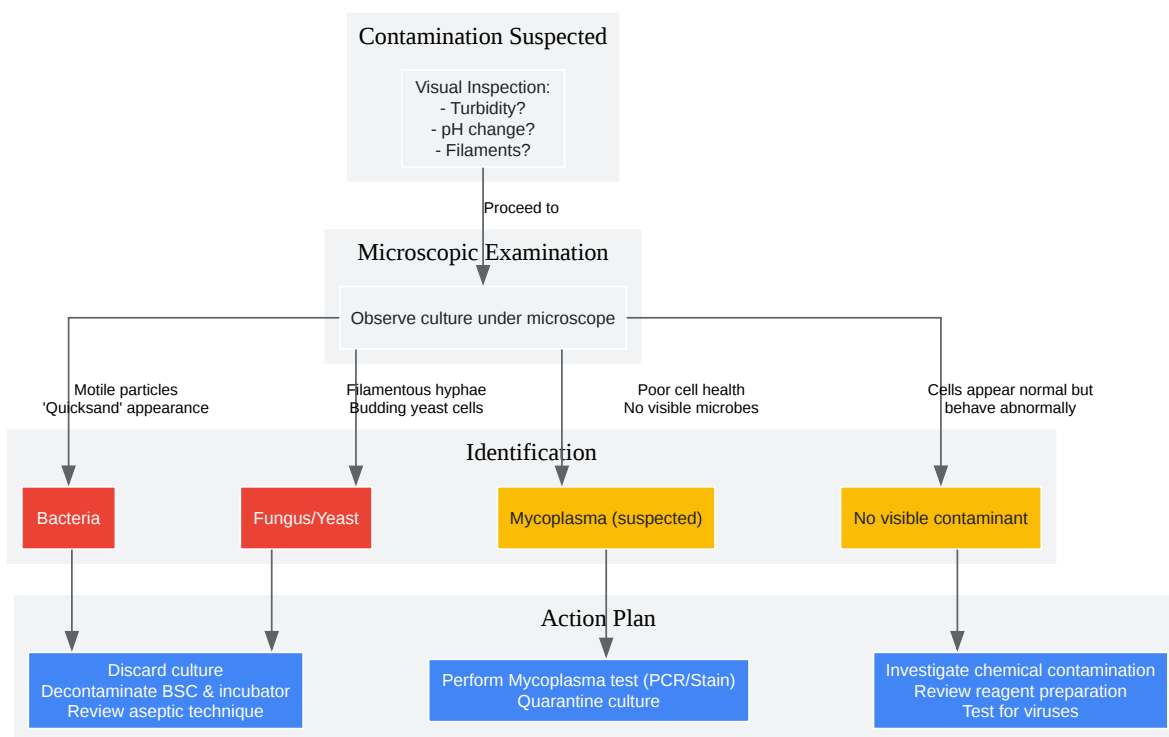 Contamination Suspected
Visual Inspection:
- Turbidity?
- pH change?
- Filaments?
Proceed to
Microscopic Examination
Observe culture under microscope
Motile particles
'Quicksand' appearance
Filamentous hyphae
Budding yeast cells
Poor cell health
No visible microbes
Cells appear normal but
behave abnormally
Identification
Bacteria
Fungus/Yeast
Mycoplasma (suspected)
No visible contaminant
Action Plan
Discard culture
Decontaminate BSC & incubator
Review aseptic technique
Perform Mycoplasma test (PCR/Stain)
Quarantine culture
Investigate chemical contamination
Review reagent preparation
Test for viruses